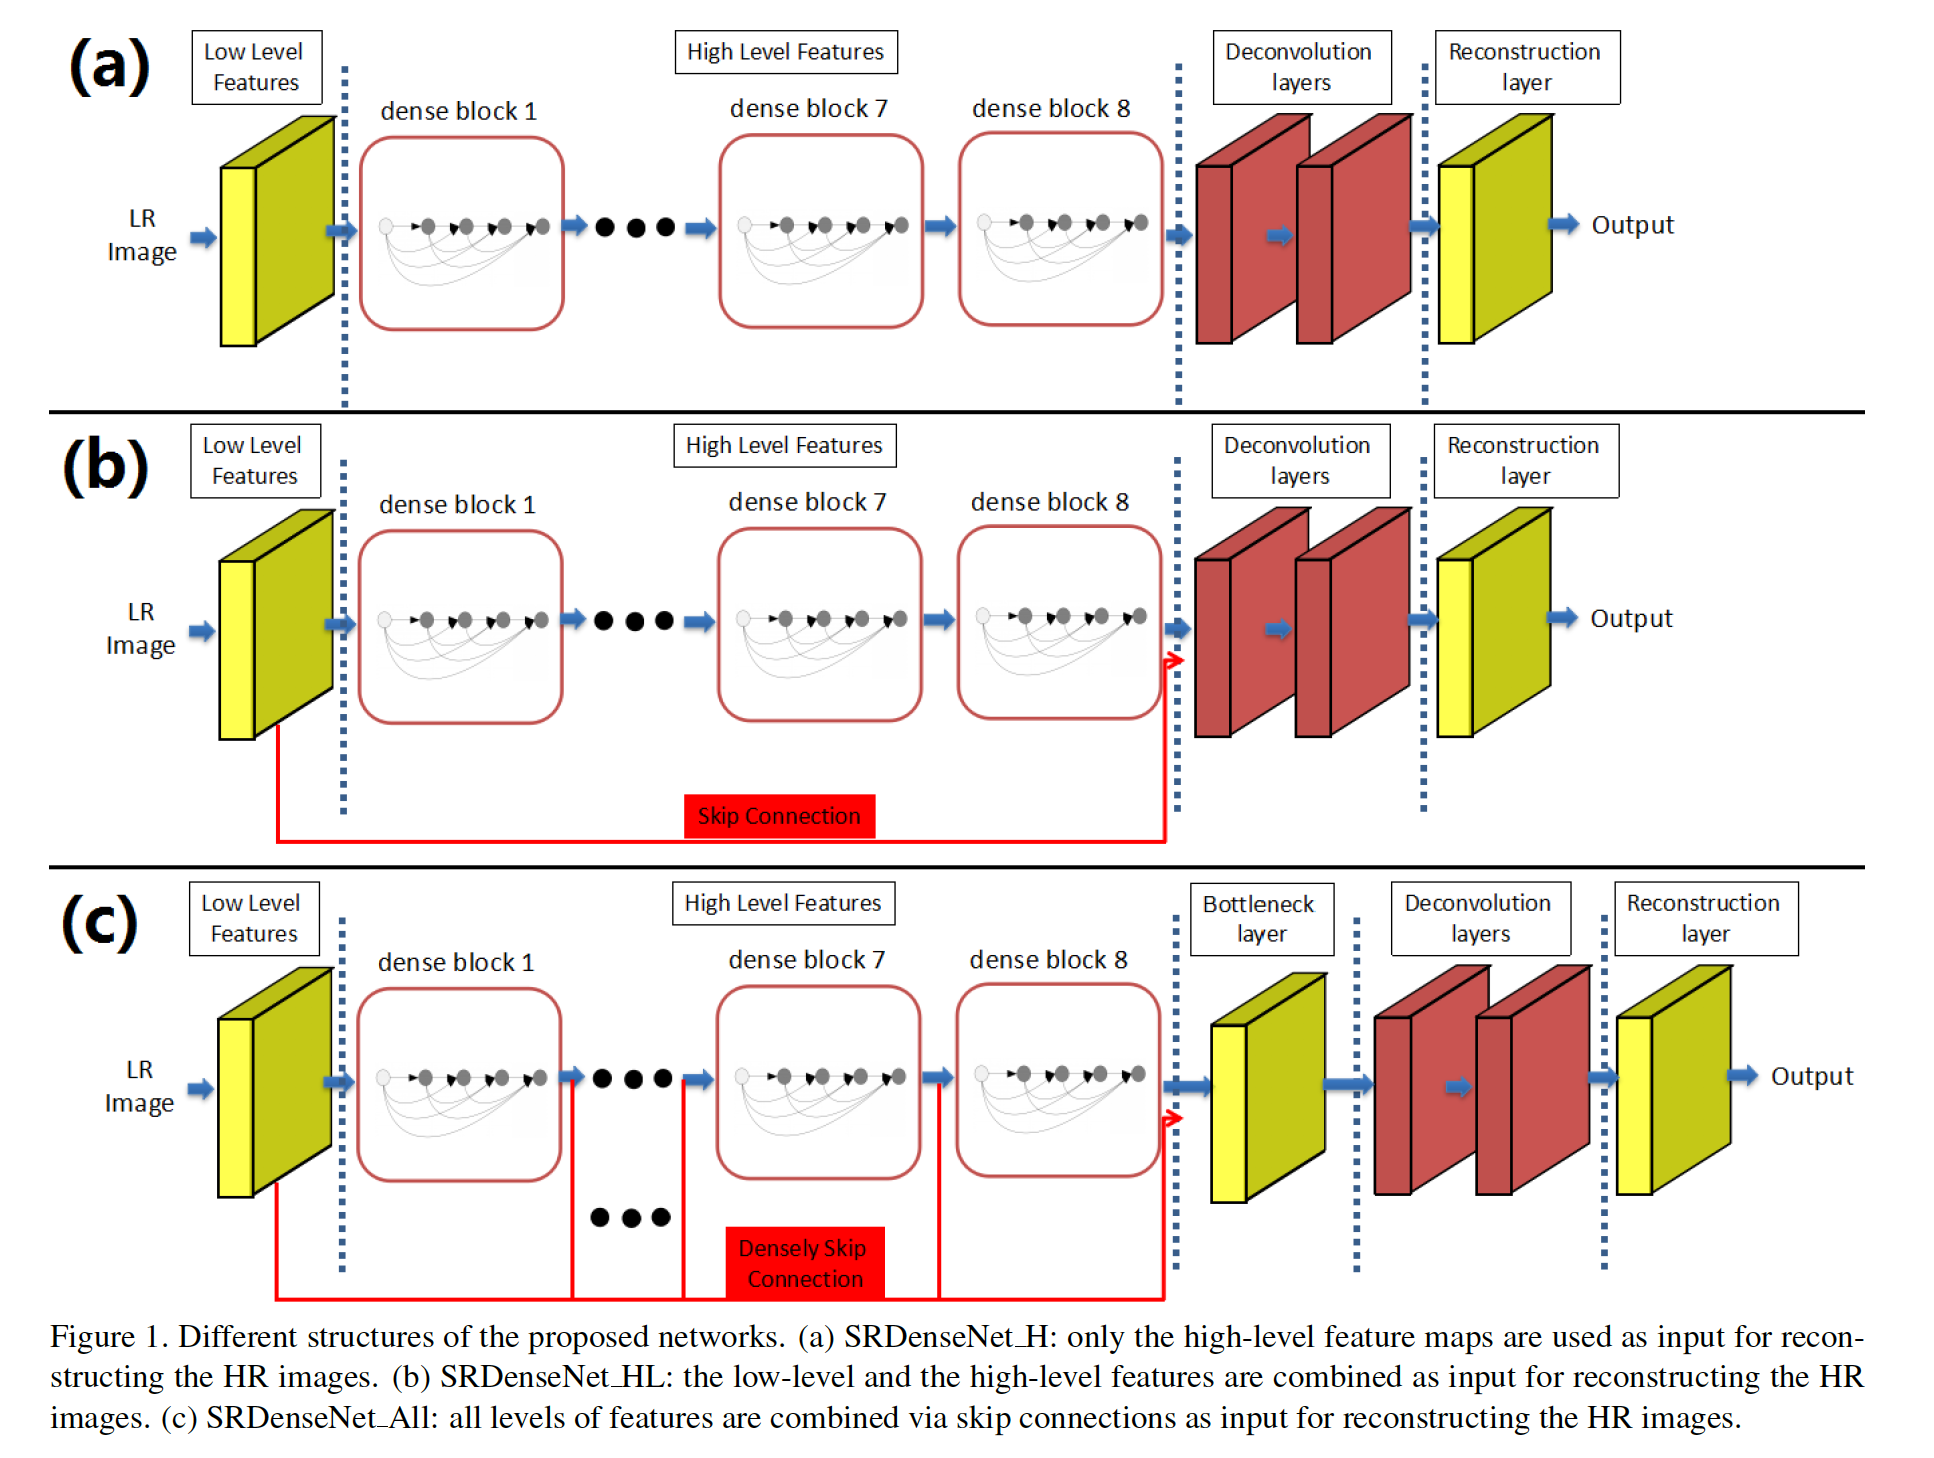 (a)
Low Level
Features
High Level Features
Deconvolution
layers
Reconstruction
layer
dense block 1
dense block 7
dense block 8
LR
Image
Output
(b)
Low Level
Features
High Level Features
Deconvolution
layers
Reconstruction
layer
dense block 1
dense block 7
dense block 8
LR
Image
Output
Skip Connection
(c)
Low Level
Features
High Level Features
Bottleneck
layer
Deconvolution
layers
Reconstruction
layer
dense block 1
dense block 7
dense block 8
LR
Image
Output
Densely Skip
Connection
Figure 1. Different structures of the proposed networks. (a) SRDenseNet_H: only the high-level feature maps are used as input for recon-
structing the HR images. (b) SRDenseNet_HL: the low-level and the high-level features are combined as input for reconstructing the HR
images. (c) SRDenseNet_All: all levels of features are combined via skip connections as input for reconstructing the HR images.